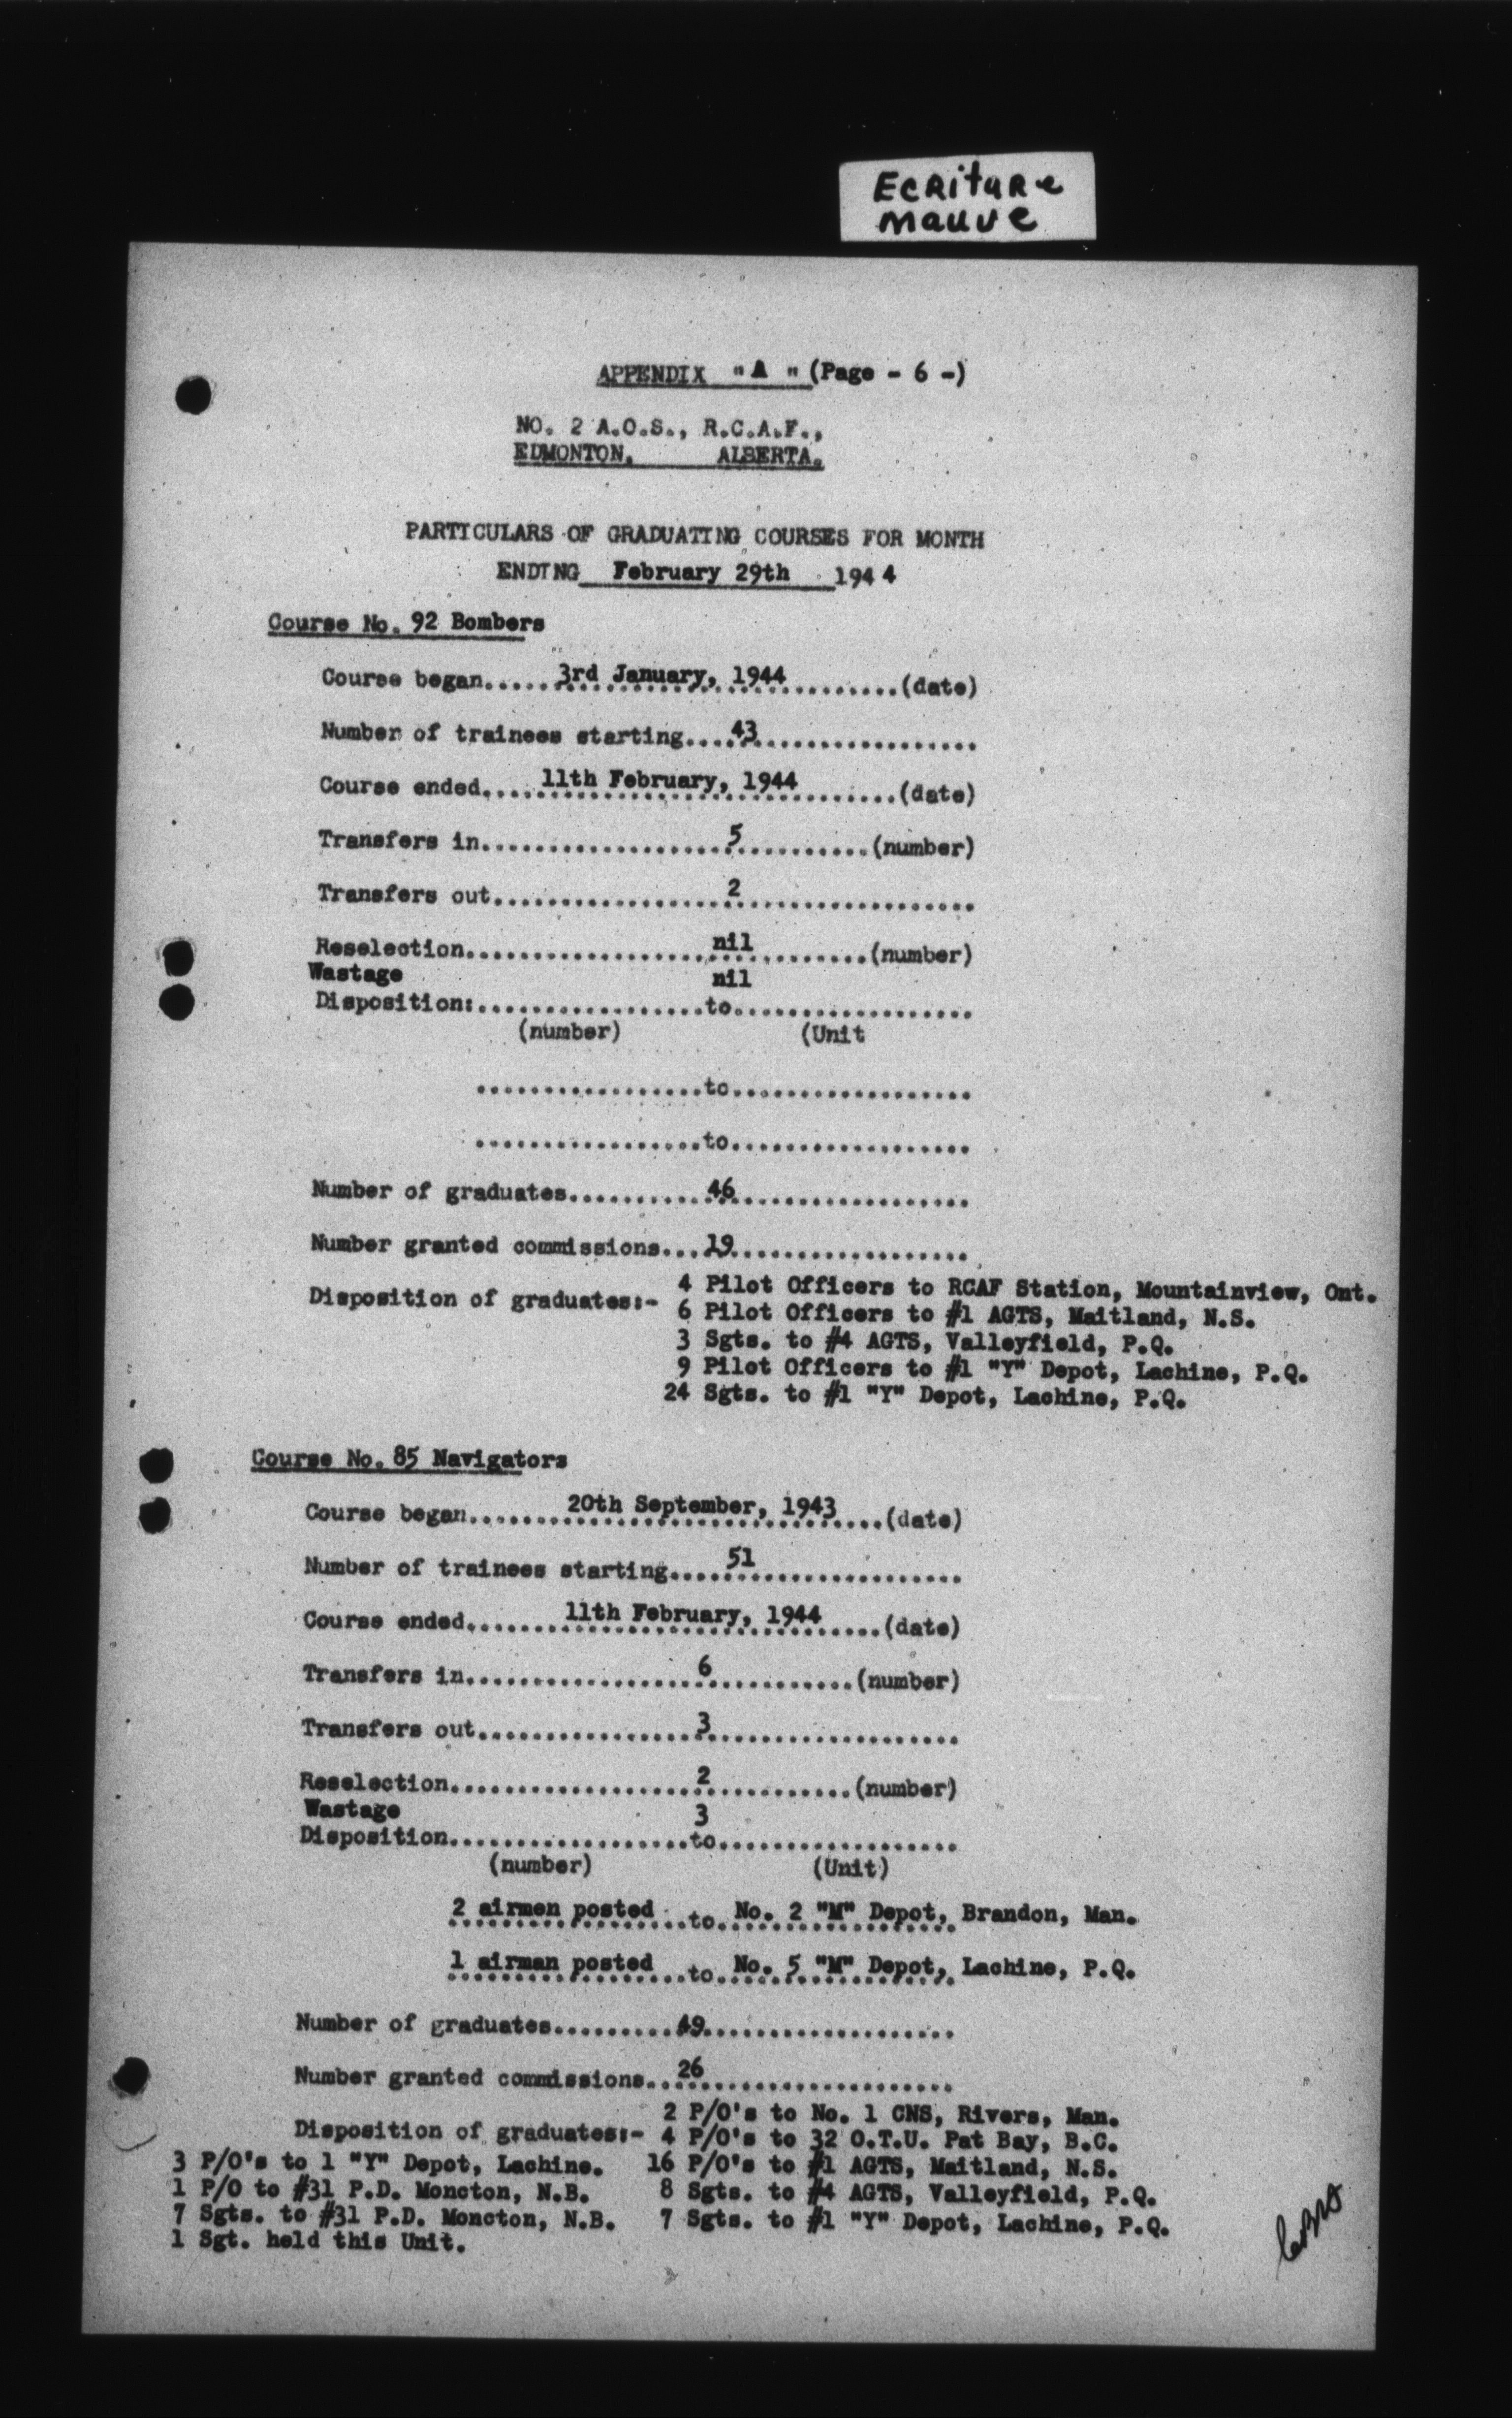 Ecriture
mauve
APPENDIX "A" (Page - 6 -)
NO. 2 A.O.S., R.C.A.F.,
EDMONTON. ALBERTA.
PARTICULARS OF GRADUATING COURSES FOR MONTH
ENDING February 29th 1944
Course No. 92 Bombers
Course began.....3rd January, 1944.............(date)
Number of trainees starting....43...................
Course ended....11th February, 1944............(date)
Transfers in...................5............(number)
Transfers out..................2....................
Reselection...................nil...........(number)
Wastage nil
Disposition:.................to..................
(number) (Unit
.................to..................
.................to..................
Number of graduates...........46...................
Number granted commissions...19..................
Disposition of graduates:- 4 Pilot Officers to RCAF Station, Mountainview, Ont.
6 Pilot Officers to #1 AGTS, Maitland, N.S.
3 Sgts. to #4 AGTS, Valleyfield, P.Q.
9 Pilot Officers to #1 "Y" Depot, Lachine, P.Q.
24 Sgts. to #1 "Y" Depot, Lachine, P.Q.
Course No. 85 Navigators
Course began.......20th September, 1943....(date)
Number of trainees starting....51..................
Course ended.......11th February, 1944.....(date)
Transfers in..................6............(number)
Transfers out.................3...................
Reselection...................2............(number)
Wastage 3
Disposition..................to..................
(number) (Unit)
2 airmen posted to No. 2 "M" Depot, Brandon, Man.
1 airman posted to No. 5 "M" Depot, Lachine, P.Q.
Number of graduates.........49...................
Number granted commissions..26.....................
2 P/O's to No. 1 CNS, Rivers, Man.
Disposition of graduates:- 4 P/O's to 32 O.T.U. Pat Bay, B.C.
3 P/O's to 1 "Y" Depot, Lachine. 16 P/O's to #1 AGTS, Maitland, N.S.
1 P/O to #31 P.D. Moncton, N.B. 8 Sgts. to #4 AGTS, Valleyfield, P.Q.
7 Sgts. to #31 P.D. Moncton, N.B. 7 Sgts. to #1 "Y" Depot, Lachine, P.Q.
1 Sgt. held this Unit.